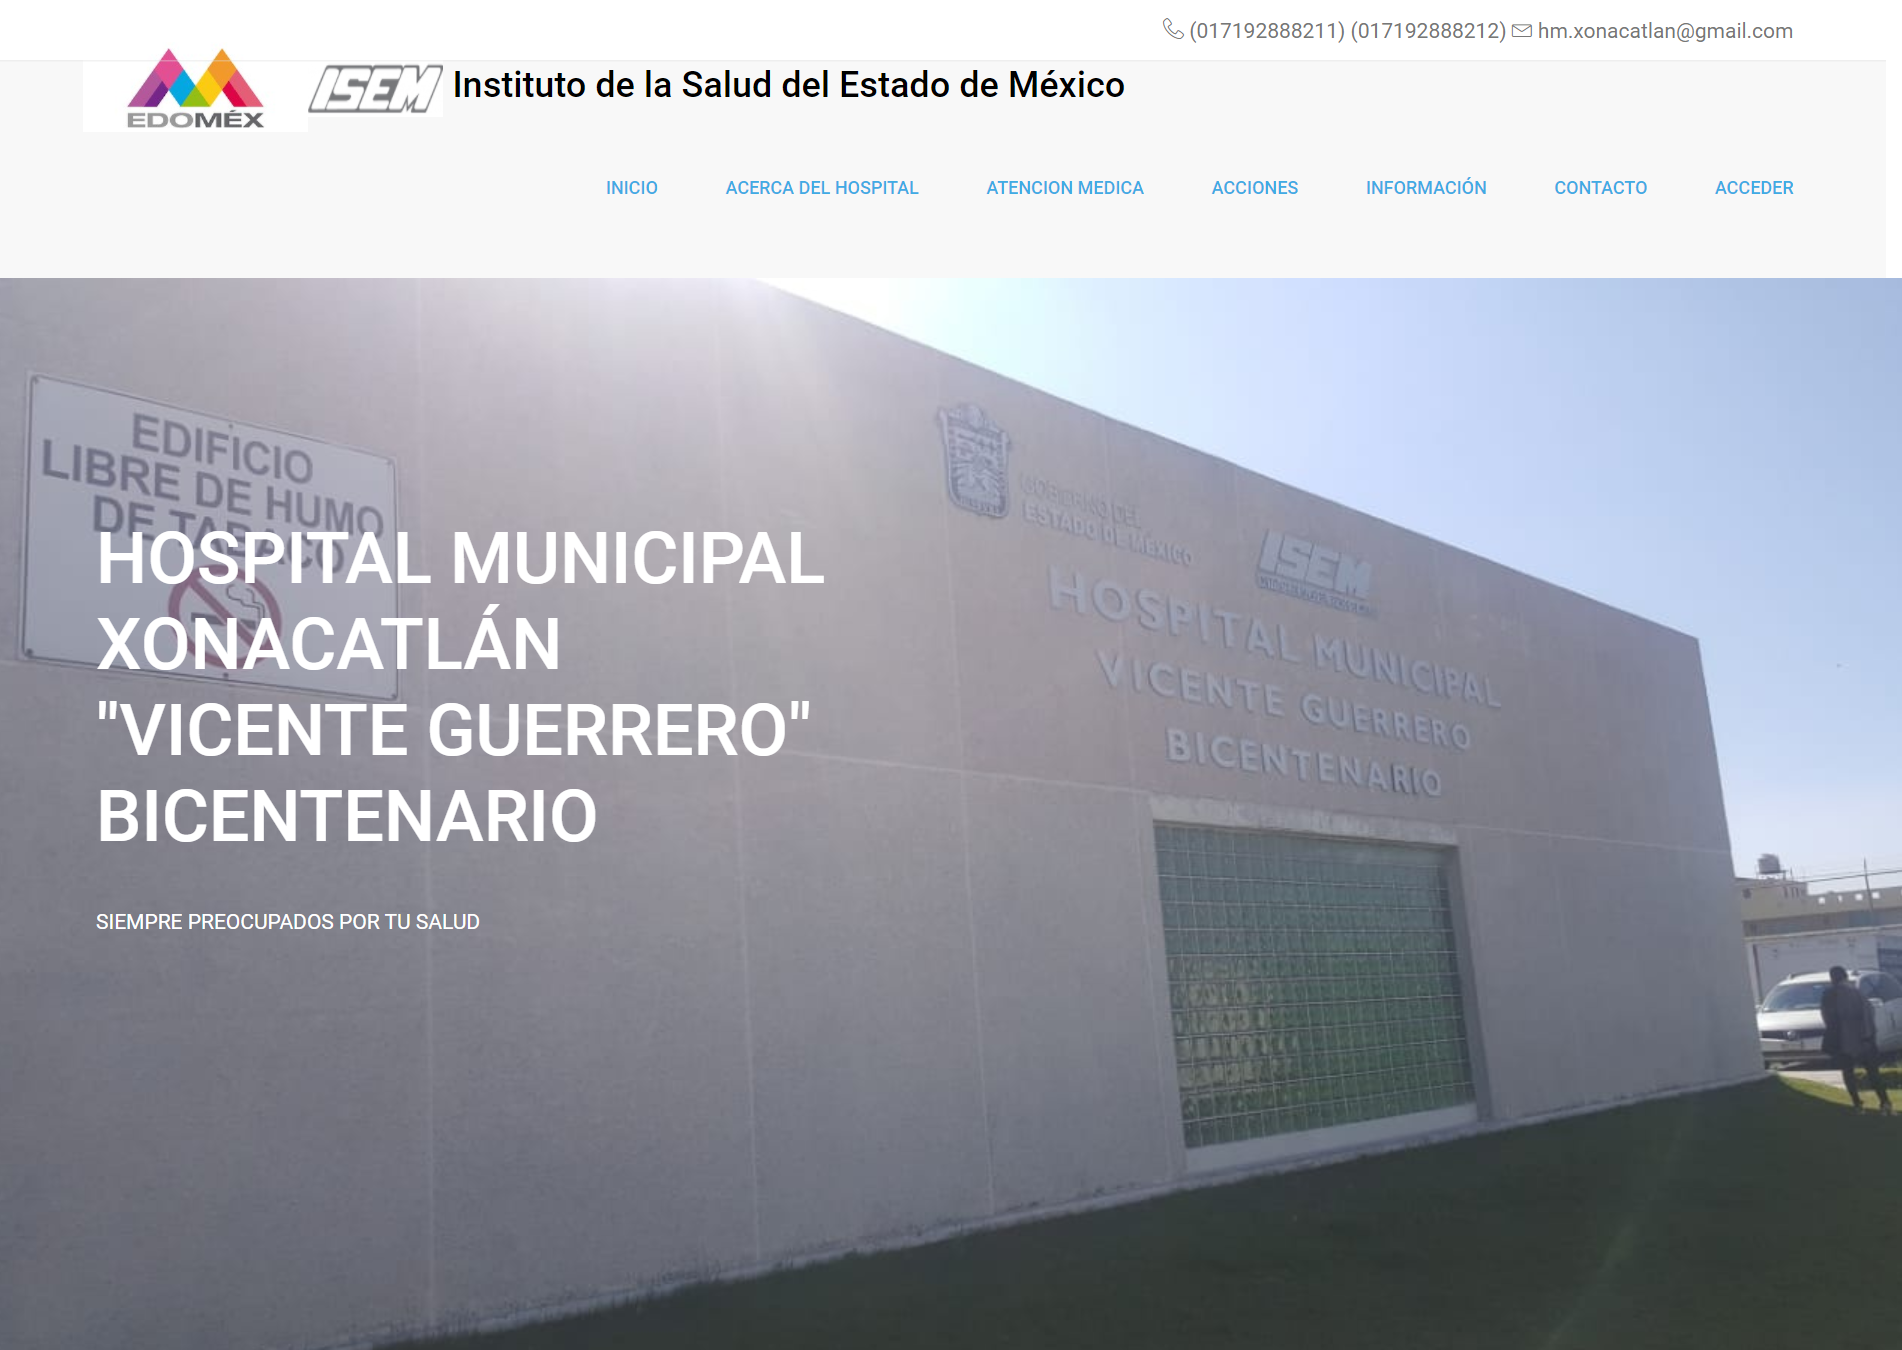 (017192888211) (017192888212) hm.xonacatlan@gmail.com
EDOMÉX
ISEM
Instituto de la Salud del Estado de México
INICIO
ACERCA DEL HOSPITAL
ATENCION MEDICA
ACCIONES
INFORMACIÓN
CONTACTO
ACCEDER
EDIFICIO
LIBRE DE HUMO
DE TABACO
HOSPITAL MUNICIPAL
XONACATLÁN
"VICENTE GUERRERO"
BICENTENARIO
SIEMPRE PREOCUPADOS POR TU SALUD
GOBIERNO DEL
ESTADO DE MÉXICO
ISEM
HOSPITAL MUNICIPAL
VICENTE GUERRERO
BICENTENARIO